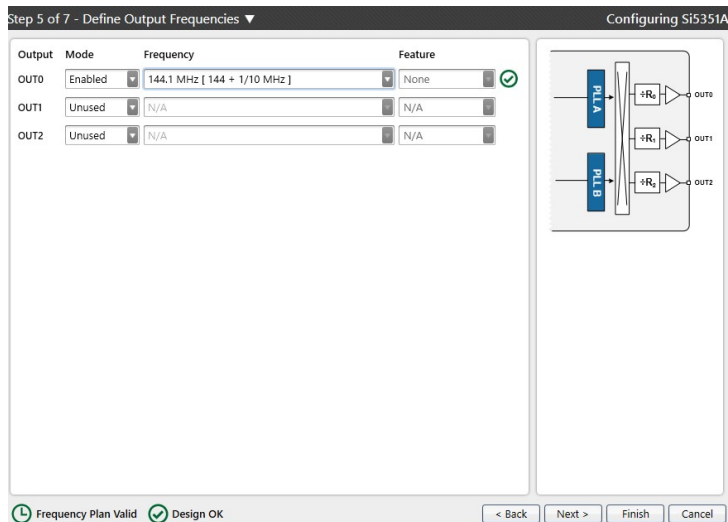 Step 5 of 7 - Define Output Frequencies ▼ Configuring Si5351A
Output Mode Frequency Feature
OUT0 Enabled 144.1 MHz [ 144 + 1/10 MHz ] None
OUT1 Unused N/A N/A
OUT2 Unused N/A N/A
PLL A
PLL B
÷R₀ OUT0
÷R₁ OUT1
÷R₂ OUT2
Frequency Plan Valid Design OK < Back Next > Finish Cancel